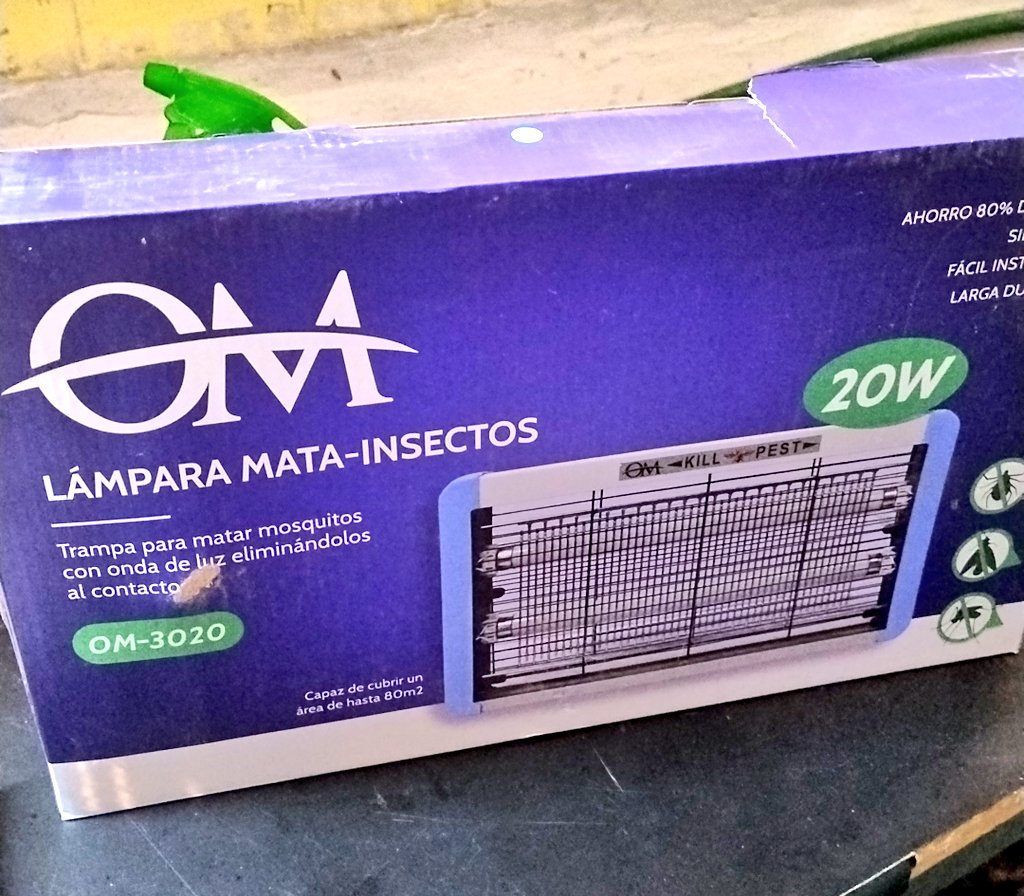 AHORRO 80% D
SI
FÁCIL INST
LARGA DU
OM
20W
LÁMPARA MATA-INSECTOS
OM KILL PEST
Trampa para matar mosquitos
con onda de luz eliminándolos
al contacto
OM-3020
Capaz de cubrir un
área de hasta 80m2